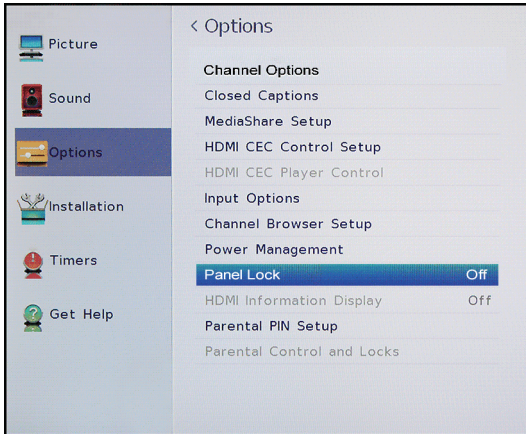 Picture
Sound
Options
Installation
Timers
Get Help
< Options
Channel Options
Closed Captions
MediaShare Setup
HDMI CEC Control Setup
HDMI CEC Player Control
Input Options
Channel Browser Setup
Power Management
Panel Lock Off
HDMI Information Display Off
Parental PIN Setup
Parental Control and Locks